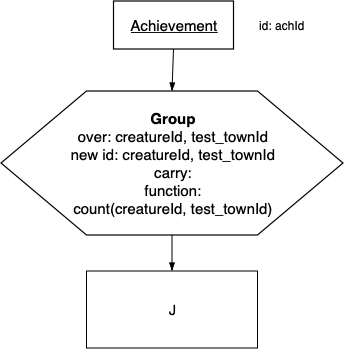 Achievement
id: achId
Group
over: creatureId, test_townId
new id: creatureId, test_townId
carry:
function:
count(creatureId, test_townId)
J